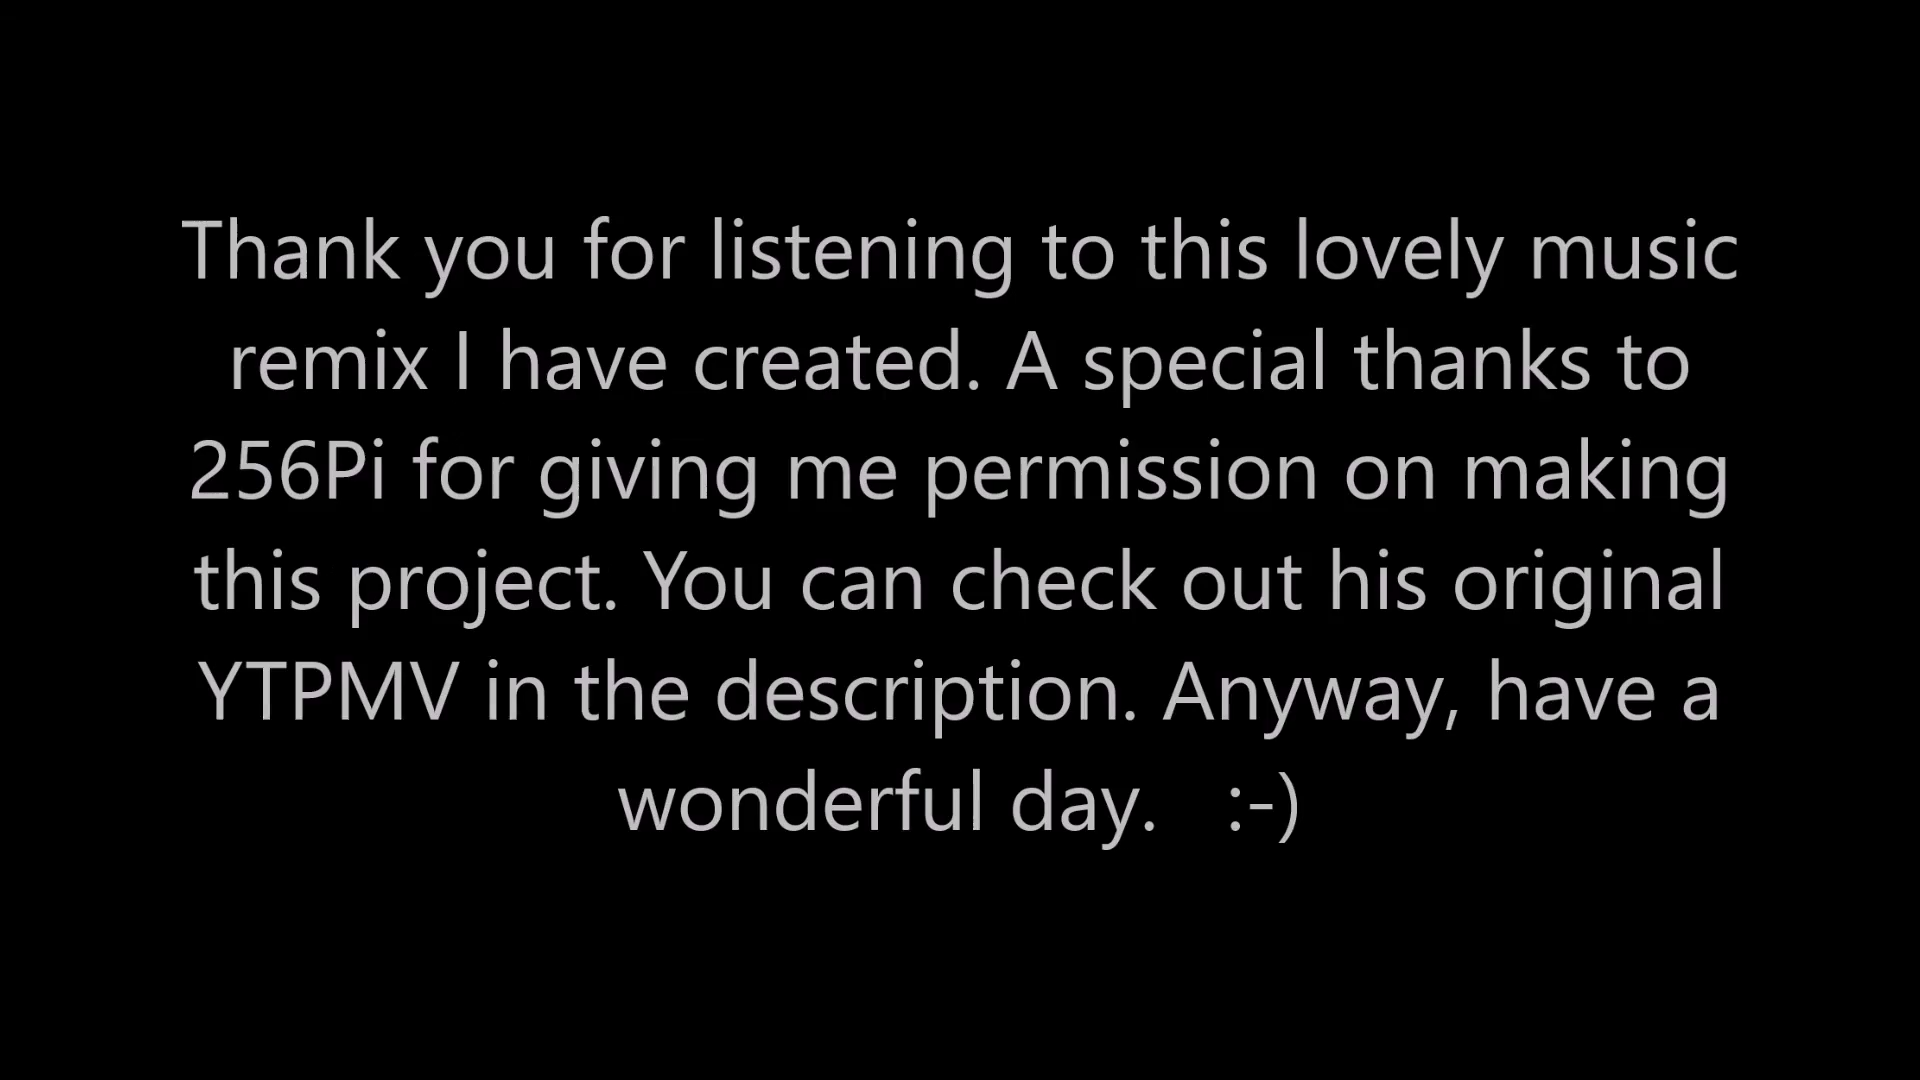 Thank you for listening to this lovely music
remix I have created. A special thanks to
256Pi for giving me permission on making
this project. You can check out his original
YTPMV in the description. Anyway, have a
wonderful day.   :-)